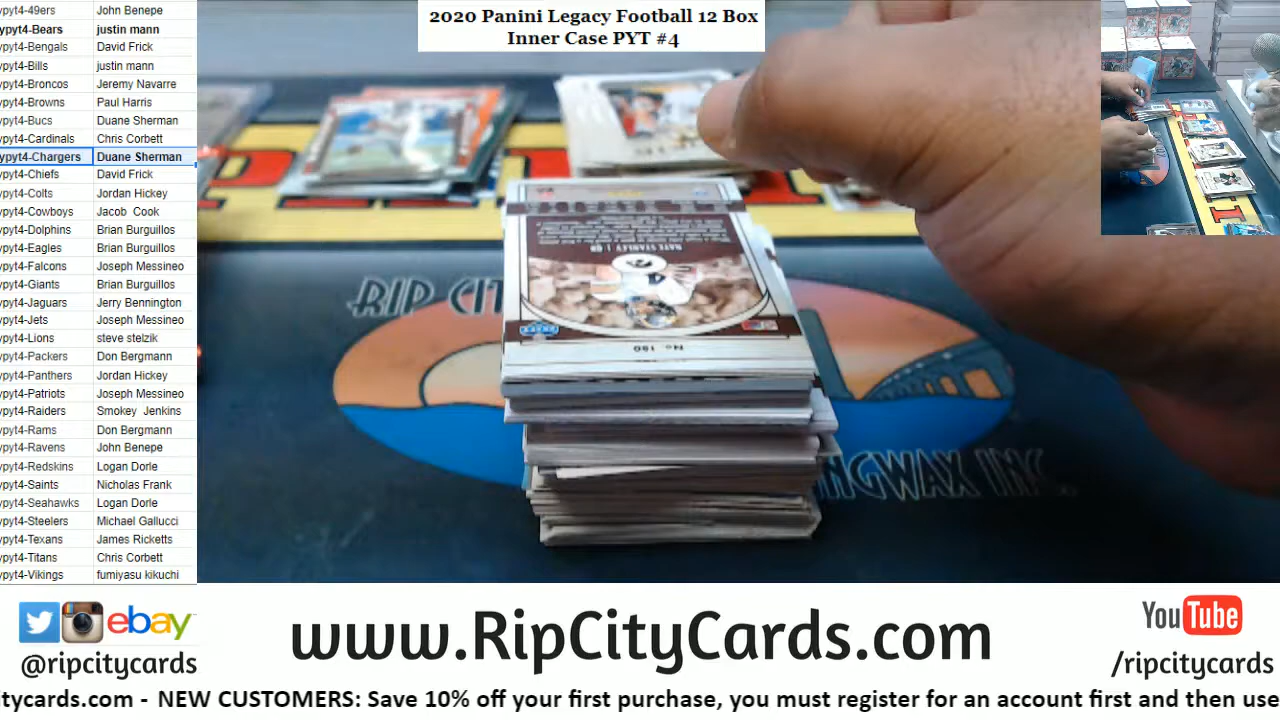 2020 Panini Legacy Football 12 Box
Inner Case PYT #4
ypyt4-49ers John Benepe
ypyt4-Bears justin mann
ypyt4-Bengals David Frick
ypyt4-Bills justin mann
ypyt4-Broncos Jeremy Navarre
ypyt4-Browns Paul Harris
ypyt4-Bucs Duane Sherman
ypyt4-Cardinals Chris Corbett
ypyt4-Chargers Duane Sherman
ypyt4-Chiefs David Frick
ypyt4-Colts Jordan Hickey
ypyt4-Cowboys Jacob Cook
ypyt4-Dolphins Brian Burguillos
ypyt4-Eagles Brian Burguillos
ypyt4-Falcons Joseph Messineo
ypyt4-Giants Brian Burguillos
ypyt4-Jaguars Jerry Bennington
ypyt4-Jets Joseph Messineo
ypyt4-Lions steve stelzik
ypyt4-Packers Don Bergmann
ypyt4-Panthers Jordan Hickey
ypyt4-Patriots Joseph Messineo
ypyt4-Raiders Smokey Jenkins
ypyt4-Rams Don Bergmann
ypyt4-Ravens John Benepe
ypyt4-Redskins Logan Dorle
ypyt4-Saints Nicholas Frank
ypyt4-Seahawks Logan Dorle
ypyt4-Steelers Michael Gallucci
ypyt4-Texans James Ricketts
ypyt4-Titans Chris Corbett
ypyt4-Vikings fumiyasu kikuchi
RIP CIT
NGWAX INC.
No. 150
ebay
@ripcitycards
www.RipCityCards.com
YouTube
/ripcitycards
citycards.com - NEW CUSTOMERS: Save 10% off your first purchase, you must register for an account first and then use